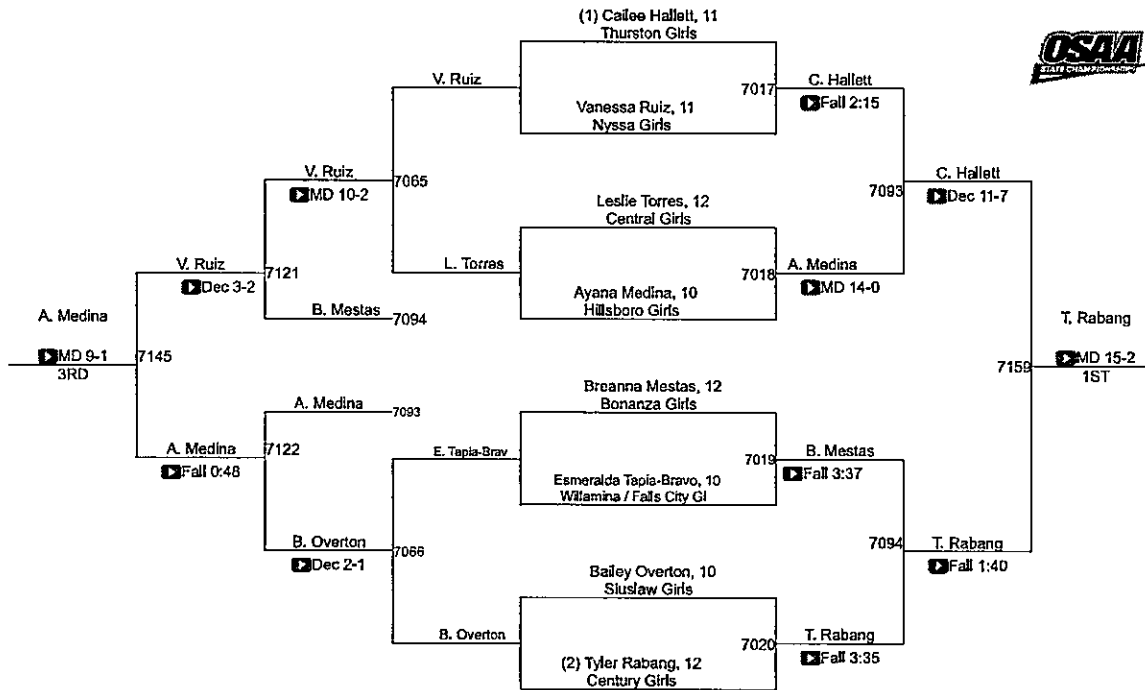 (1) Cailee Hallett, 11
Thurston Girls
OSAA
STATE CHAMPIONSHIPS
V. Ruiz
7017
C. Hallett
Fall 2:15
Vanessa Ruiz, 11
Nyssa Girls
V. Ruiz
MD 10-2
7065
7093
C. Hallett
Dec 11-7
Leslie Torres, 12
Central Girls
V. Ruiz
Dec 3-2
7121
L. Torres
7018
A. Medina
MD 14-0
Ayana Medina, 10
Hillsboro Girls
B. Mestas
7094
A. Medina
MD 9-1
3RD
7145
T. Rabang
7159
MD 15-2
1ST
Breanna Mestas, 12
Bonanza Girls
A. Medina
7093
A. Medina
Fall 0:48
7122
E. Tapia-Brav
7019
B. Mestas
Fall 3:37
Esmeralda Tapia-Bravo, 10
Willamina / Falls City Gl
B. Overton
Dec 2-1
7066
7094
T. Rabang
Fall 1:40
Bailey Overton, 10
Siuslaw Girls
B. Overton
7020
T. Rabang
Fall 3:35
(2) Tyler Rabang, 12
Century Girls